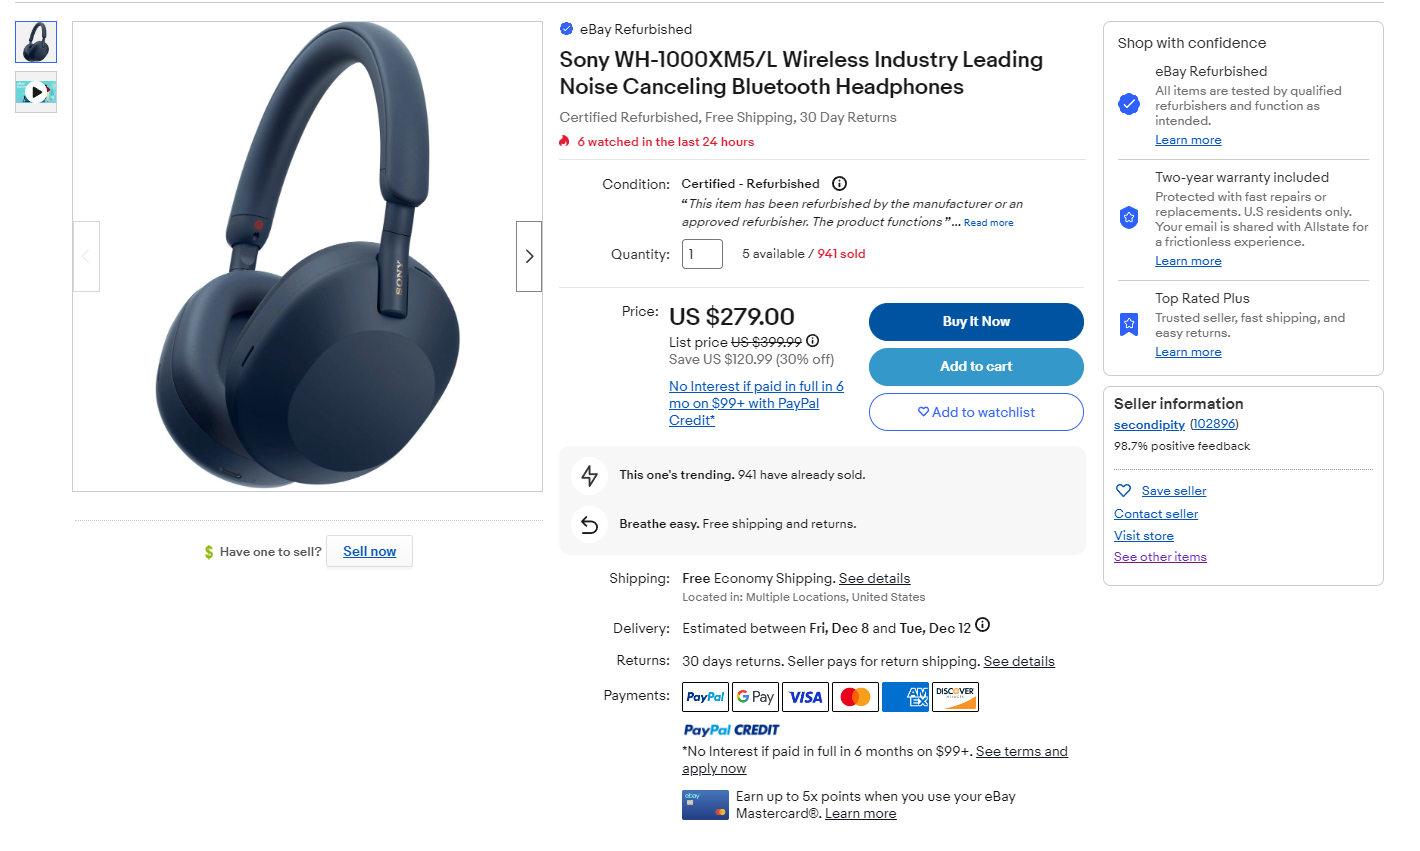 eBay Refurbished
Sony WH-1000XM5/L Wireless Industry Leading
Noise Canceling Bluetooth Headphones
Certified Refurbished, Free Shipping, 30 Day Returns
6 watched in the last 24 hours
Condition: Certified - Refurbished
“This item has been refurbished by the manufacturer or an
approved refurbisher. The product functions ”... Read more
Quantity: 1 5 available / 941 sold
Price: US $279.00
List price US $399.99
Save US $120.99 (30% off)
No Interest if paid in full in 6
mo on $99+ with PayPal
Credit*
Buy It Now
Add to cart
Add to watchlist
This one's trending. 941 have already sold.
Breathe easy. Free shipping and returns.
Shipping: Free Economy Shipping. See details
Located in: Multiple Locations, United States
Delivery: Estimated between Fri, Dec 8 and Tue, Dec 12
Returns: 30 days returns. Seller pays for return shipping. See details
Payments: PayPal G Pay VISA AM EX DISCOVER
PayPal CREDIT
*No Interest if paid in full in 6 months on $99+. See terms and
apply now
ebay
Earn up to 5x points when you use your eBay
Mastercard®. Learn more
SONY
$ Have one to sell? Sell now
Shop with confidence
eBay Refurbished
All items are tested by qualified
refurbishers and function as
intended.
Learn more
Two-year warranty included
Protected with fast repairs or
replacements. U.S residents only.
Your email is shared with Allstate for
a frictionless experience.
Learn more
Top Rated Plus
Trusted seller, fast shipping, and
easy returns.
Learn more
Seller information
secondipity (102896)
98.7% positive feedback
Save seller
Contact seller
Visit store
See other items